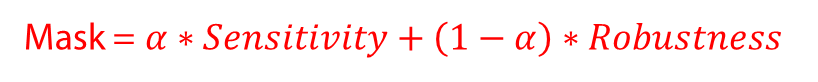 Mask = α * Sensitivity + (1 − α) * Robustness